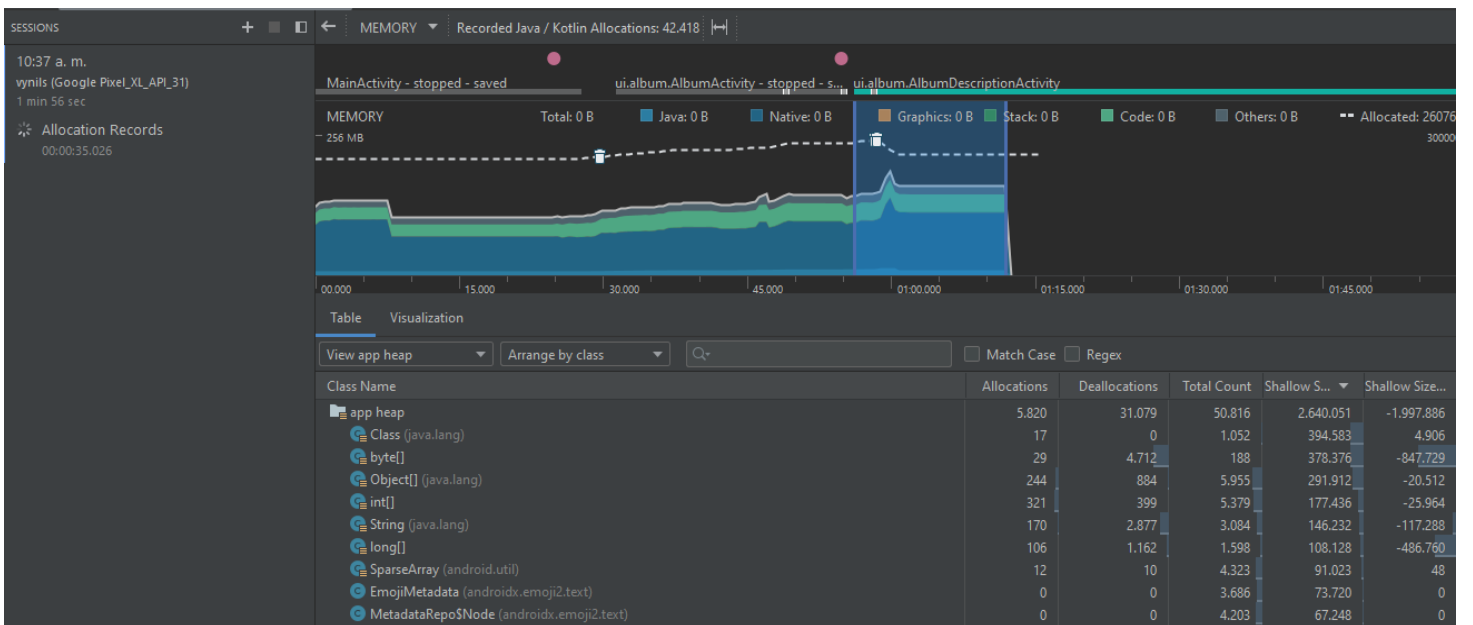 SESSIONS
MEMORY Recorded Java / Kotlin Allocations: 42.418
10:37 a. m.
vynils (Google Pixel_XL_API_31)
1 min 56 sec
Allocation Records
00:00:35.026
MainActivity - stopped - saved ui.album.AlbumActivity - stopped - s... ui.album.AlbumDescriptionActivity
MEMORY Total: 0 B Java: 0 B Native: 0 B Graphics: 0 B Stack: 0 B Code: 0 B Others: 0 B Allocated: 26076
256 MB 300000
00.000 15.000 30.000 45.000 01:00.000 01:15.000 01:30.000 01:45.000
Table Visualization
View app heap Arrange by class Match Case Regex
Class Name Allocations Deallocations Total Count Shallow S... Shallow Size...
app heap 5.820 31.079 50.816 2.640.051 -1.997.886
Class (java.lang) 17 0 1.052 394.583 4.906
byte[] 29 4.712 188 378.376 -847.729
Object[] (java.lang) 244 884 5.955 291.912 -20.512
int[] 321 399 5.379 177.436 -25.964
String (java.lang) 170 2.877 3.084 146.232 -117.288
long[] 106 1.162 1.598 108.128 -486.760
SparseArray (android.util) 12 10 4.323 91.023 48
EmojiMetadata (androidx.emoji2.text) 0 0 3.686 73.720 0
MetadataRepo$Node (androidx.emoji2.text) 0 0 4.203 67.248 0